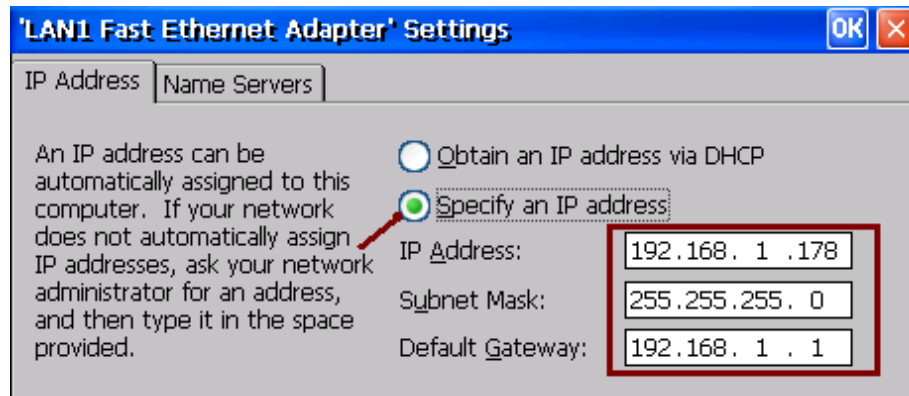 'LAN1 Fast Ethernet Adapter' Settings OK
IP Address Name Servers
An IP address can be
automatically assigned to this
computer. If your network
does not automatically assign
IP addresses, ask your network
administrator for an address,
and then type it in the space
provided.
Obtain an IP address via DHCP
Specify an IP address
IP Address: 192.168. 1 .178
Subnet Mask: 255.255.255. 0
Default Gateway: 192.168. 1 . 1